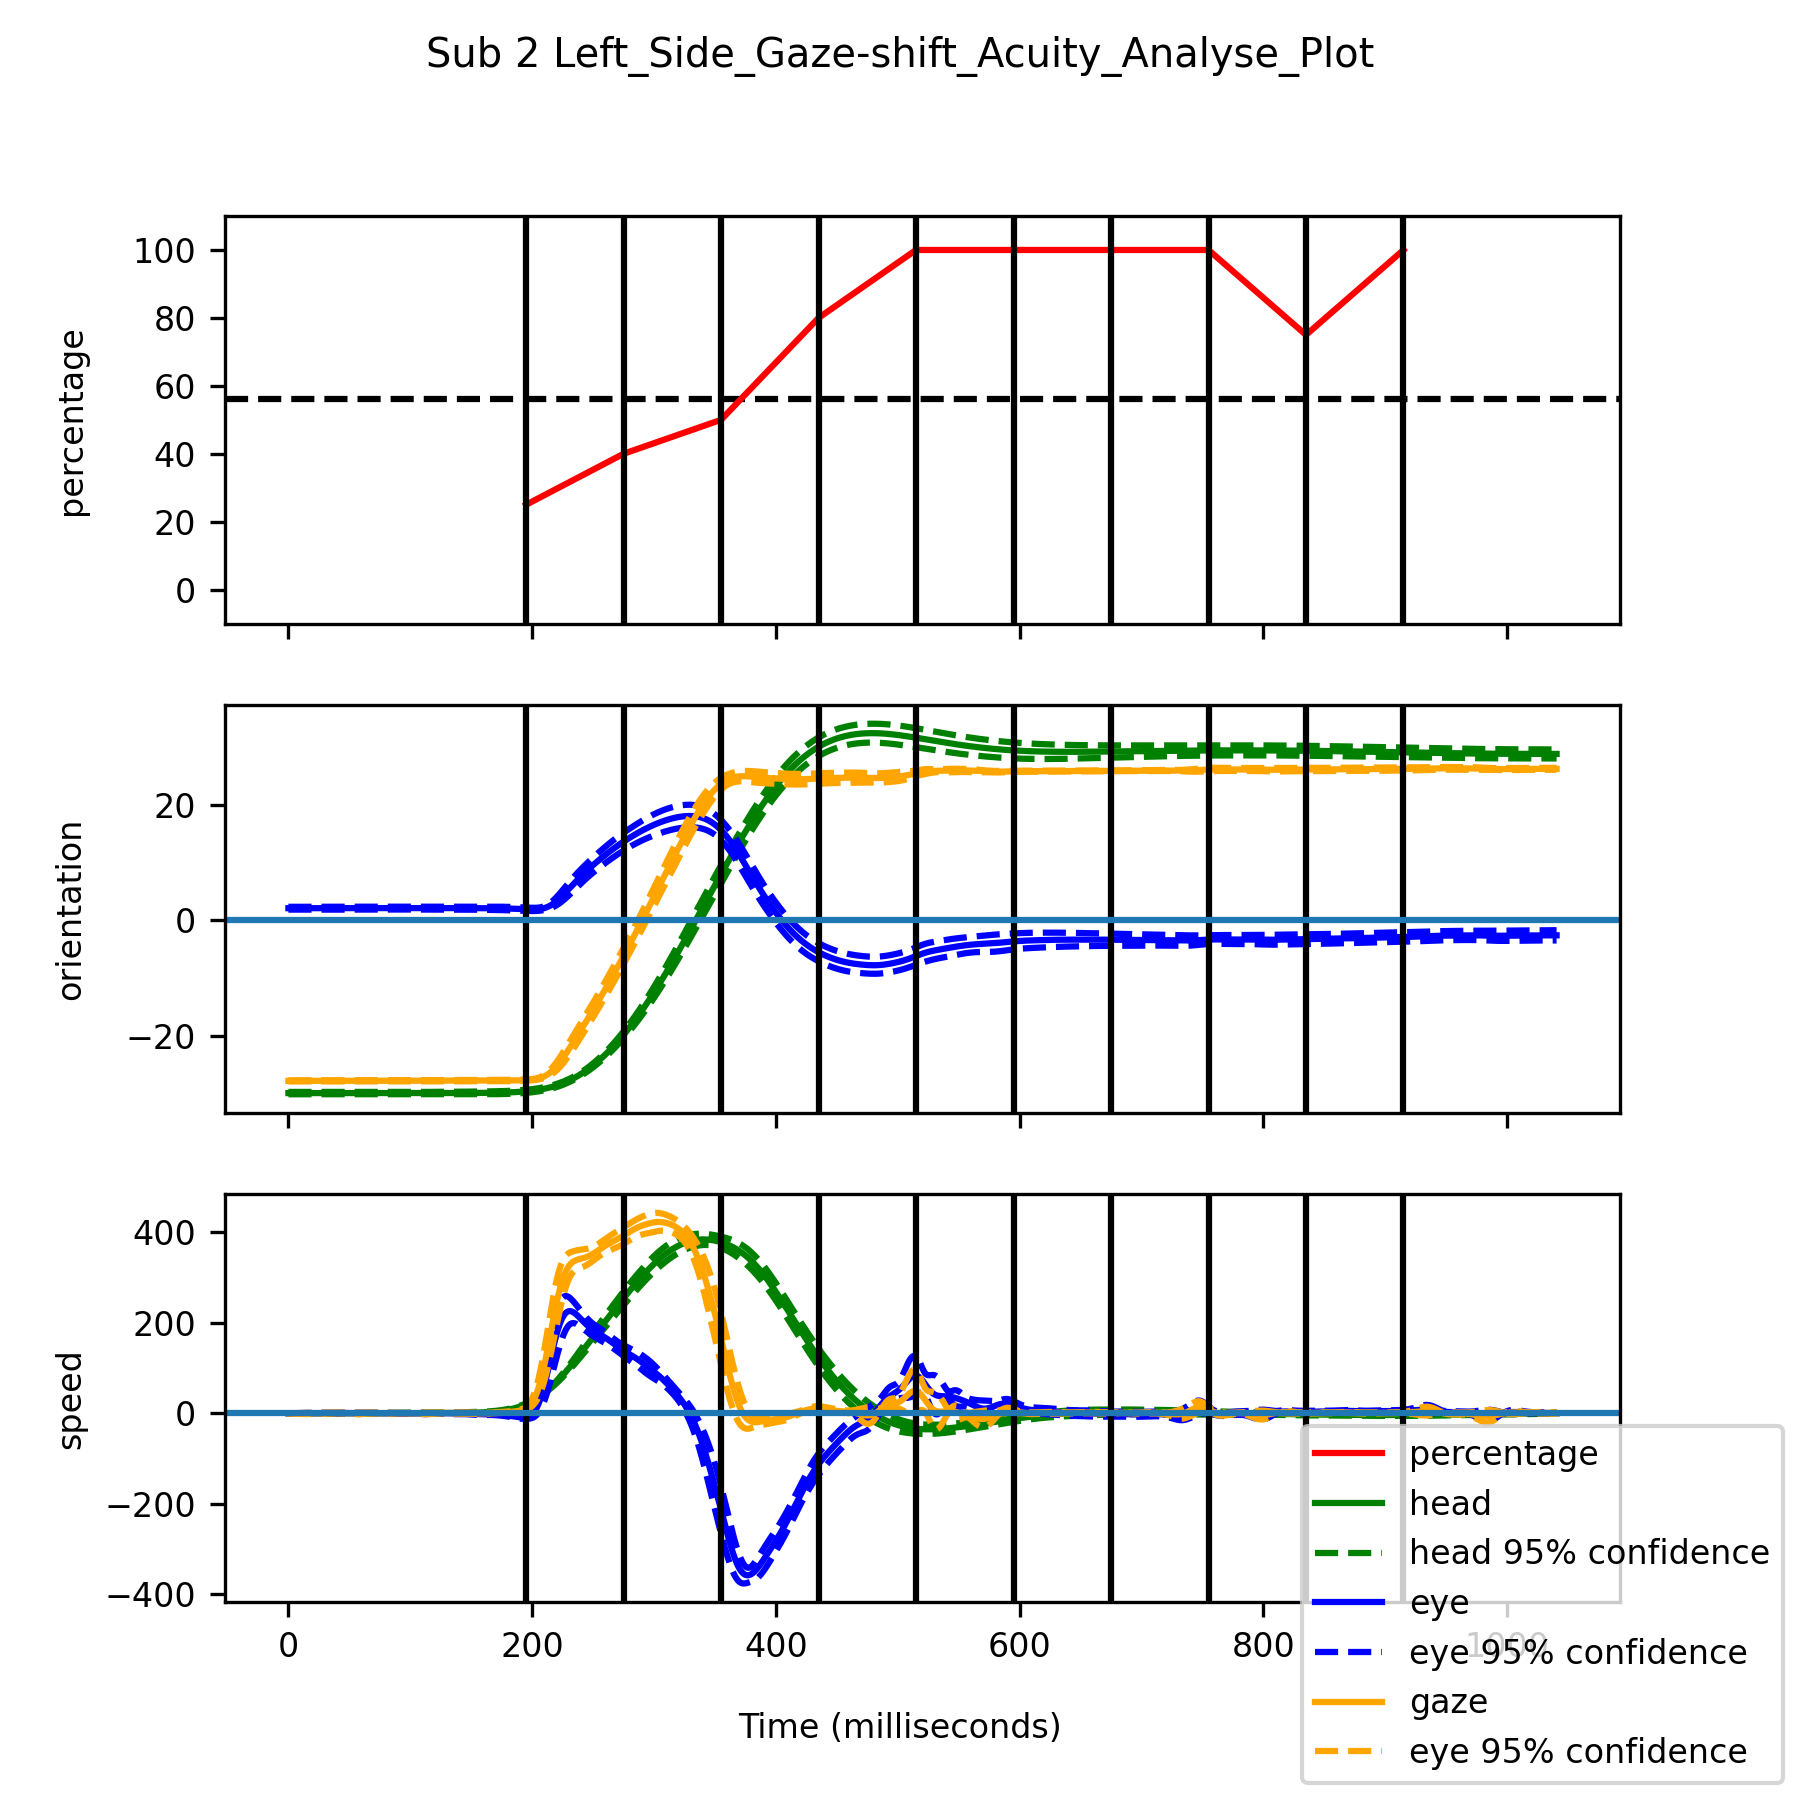 Sub 2 Left_Side_Gaze-shift_Acuity_Analyse_Plot
percentage
100
80
60
40
20
0
orientation
20
0
−20
speed
400
200
0
−200
−400
0 200 400 600 800 1000
Time (milliseconds)
percentage
head
head 95% confidence
eye
eye 95% confidence
gaze
eye 95% confidence